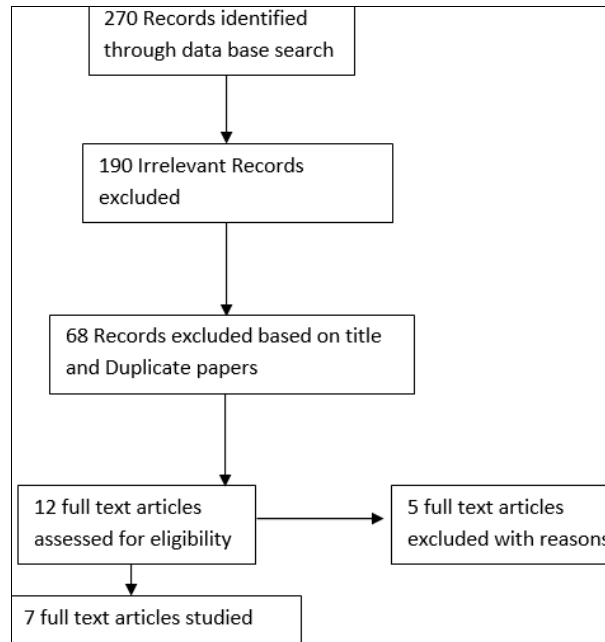 270 Records identified
through data base search
190 Irrelevant Records
excluded
68 Records excluded based on title
and Duplicate papers
12 full text articles
assessed for eligibility
5 full text articles
excluded with reasons
7 full text articles studied